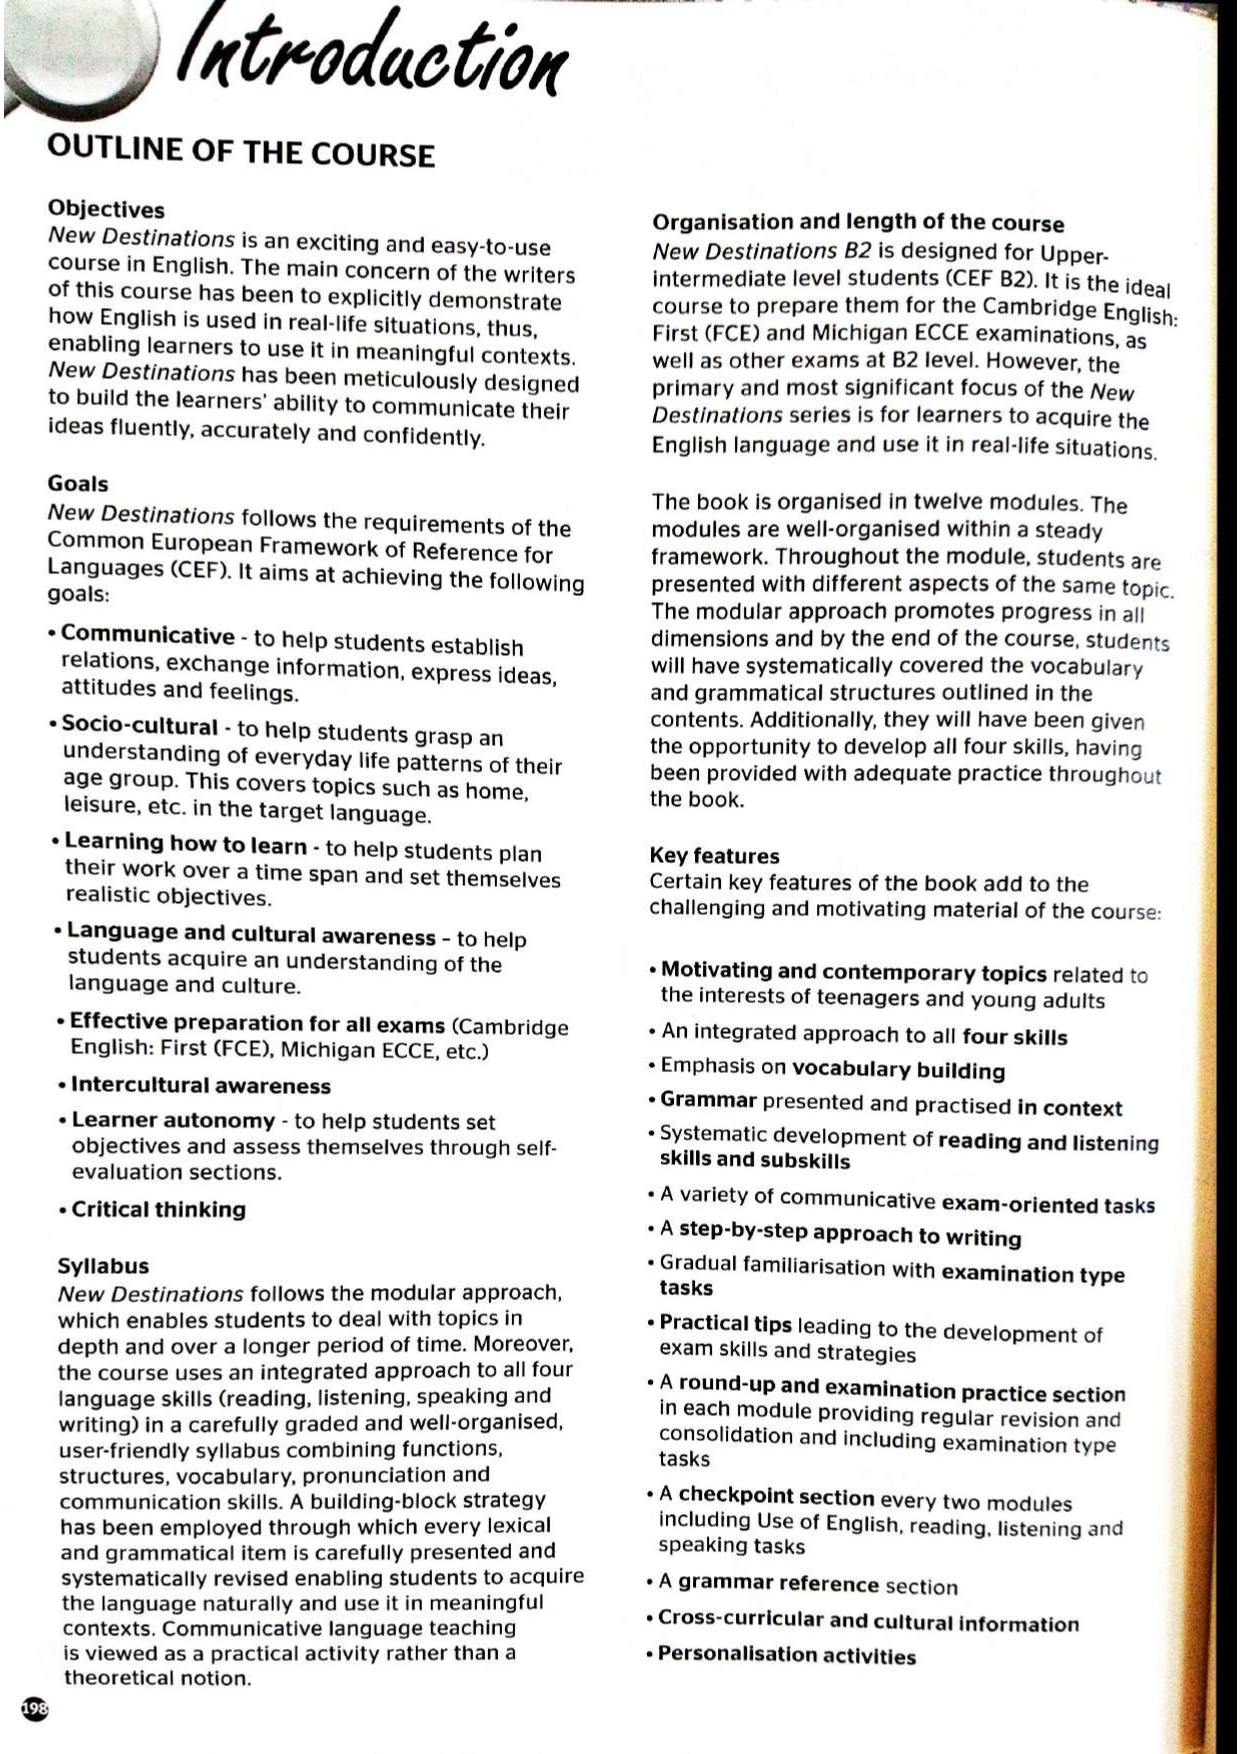 Introduction
OUTLINE OF THE COURSE
Objectives
New Destinations is an exciting and easy-to-use
course in English. The main concern of the writers
of this course has been to explicitly demonstrate
how English is used in real-life situations, thus,
enabling learners to use it in meaningful contexts.
New Destinations has been meticulously designed
to build the learners' ability to communicate their
ideas fluently, accurately and confidently.
Goals
New Destinations follows the requirements of the
Common European Framework of Reference for
Languages (CEF). It aims at achieving the following
goals:
• Communicative - to help students establish
relations, exchange information, express ideas,
attitudes and feelings.
• Socio-cultural - to help students grasp an
understanding of everyday life patterns of their
age group. This covers topics such as home,
leisure, etc. in the target language.
• Learning how to learn - to help students plan
their work over a time span and set themselves
realistic objectives.
• Language and cultural awareness – to help
students acquire an understanding of the
language and culture.
• Effective preparation for all exams (Cambridge
English: First (FCE), Michigan ECCE, etc.)
• Intercultural awareness
• Learner autonomy - to help students set
objectives and assess themselves through self-
evaluation sections.
• Critical thinking
Syllabus
New Destinations follows the modular approach,
which enables students to deal with topics in
depth and over a longer period of time. Moreover,
the course uses an integrated approach to all four
language skills (reading, listening, speaking and
writing) in a carefully graded and well-organised,
user-friendly syllabus combining functions,
structures, vocabulary, pronunciation and
communication skills. A building-block strategy
has been employed through which every lexical
and grammatical item is carefully presented and
systematically revised enabling students to acquire
the language naturally and use it in meaningful
contexts. Communicative language teaching
is viewed as a practical activity rather than a
theoretical notion.
198
Organisation and length of the course
New Destinations B2 is designed for Upper-
intermediate level students (CEF B2). It is the ideal
course to prepare them for the Cambridge English:
First (FCE) and Michigan ECCE examinations, as
well as other exams at B2 level. However, the
primary and most significant focus of the New
Destinations series is for learners to acquire the
English language and use it in real-life situations.
The book is organised in twelve modules. The
modules are well-organised within a steady
framework. Throughout the module, students are
presented with different aspects of the same topic.
The modular approach promotes progress in all
dimensions and by the end of the course, students
will have systematically covered the vocabulary
and grammatical structures outlined in the
contents. Additionally, they will have been given
the opportunity to develop all four skills, having
been provided with adequate practice throughout
the book.
Key features
Certain key features of the book add to the
challenging and motivating material of the course:
• Motivating and contemporary topics related to
the interests of teenagers and young adults
• An integrated approach to all four skills
• Emphasis on vocabulary building
• Grammar presented and practised in context
• Systematic development of reading and listening
skills and subskills
• A variety of communicative exam-oriented tasks
• A step-by-step approach to writing
• Gradual familiarisation with examination type
tasks
• Practical tips leading to the development of
exam skills and strategies
• A round-up and examination practice section
in each module providing regular revision and
consolidation and including examination type
tasks
• A checkpoint section every two modules
including Use of English, reading, listening and
speaking tasks
• A grammar reference section
• Cross-curricular and cultural information
• Personalisation activities